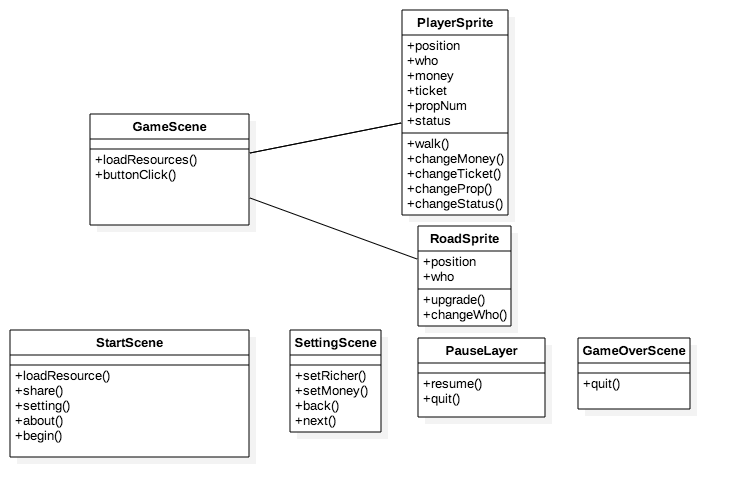 PlayerSprite
+position
+who
+money
+ticket
+propNum
+status
+walk()
+changeMoney()
+changeTicket()
+changeProp()
+changeStatus()
GameScene
+loadResources()
+buttonClick()
RoadSprite
+position
+who
+upgrade()
+changeWho()
StartScene
+loadResource()
+share()
+setting()
+about()
+begin()
SettingScene
+setRicher()
+setMoney()
+back()
+next()
PauseLayer
+resume()
+quit()
GameOverScene
+quit()